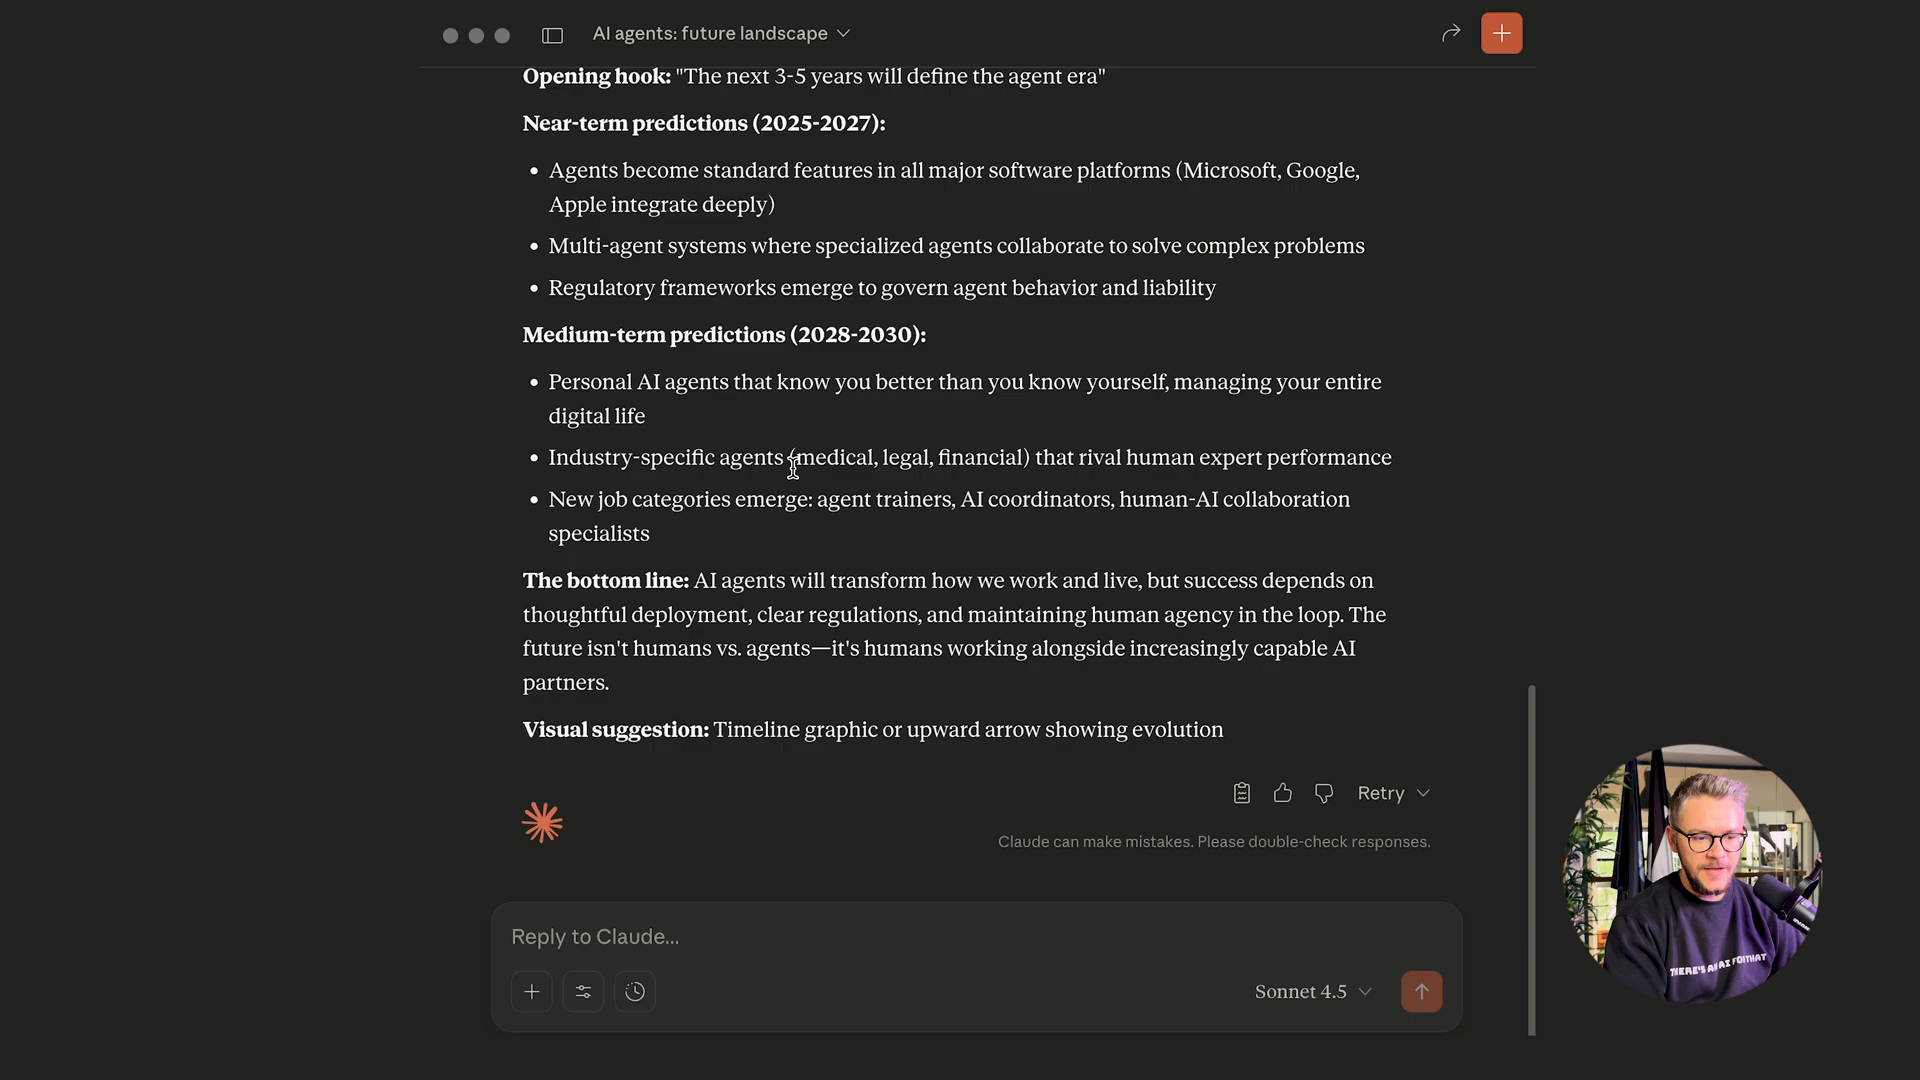 AI agents: future landscape
Opening hook: "The next 3-5 years will define the agent era"
Near-term predictions (2025-2027):
• Agents become standard features in all major software platforms (Microsoft, Google,
Apple integrate deeply)
• Multi-agent systems where specialized agents collaborate to solve complex problems
• Regulatory frameworks emerge to govern agent behavior and liability
Medium-term predictions (2028-2030):
• Personal AI agents that know you better than you know yourself, managing your entire
digital life
• Industry-specific agents (medical, legal, financial) that rival human expert performance
• New job categories emerge: agent trainers, AI coordinators, human-AI collaboration
specialists
The bottom line: AI agents will transform how we work and live, but success depends on
thoughtful deployment, clear regulations, and maintaining human agency in the loop. The
future isn't humans vs. agents—it's humans working alongside increasingly capable AI
partners.
Visual suggestion: Timeline graphic or upward arrow showing evolution
Retry
Claude can make mistakes. Please double-check responses.
Reply to Claude...
Sonnet 4.5
THERE'S AN AI FOR THAT